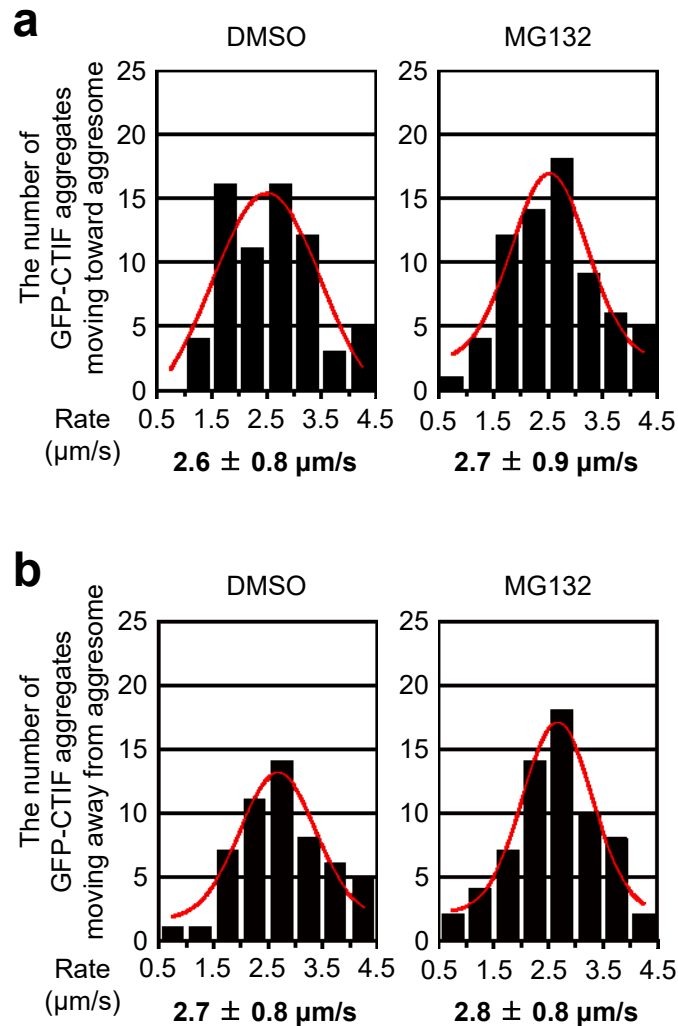 a
DMSO
MG132
The number of
GFP-CTIF aggregates
moving toward aggresome
25
20
15
10
5
0
25
20
15
10
5
0
Rate
(μm/s)
0.5 1.5 2.5 3.5 4.5
0.5 1.5 2.5 3.5 4.5
2.6 ± 0.8 μm/s
2.7 ± 0.9 μm/s
b
DMSO
MG132
The number of
GFP-CTIF aggregates
moving away from aggresome
25
20
15
10
5
0
25
20
15
10
5
0
Rate
(μm/s)
0.5 1.5 2.5 3.5 4.5
0.5 1.5 2.5 3.5 4.5
2.7 ± 0.8 μm/s
2.8 ± 0.8 μm/s